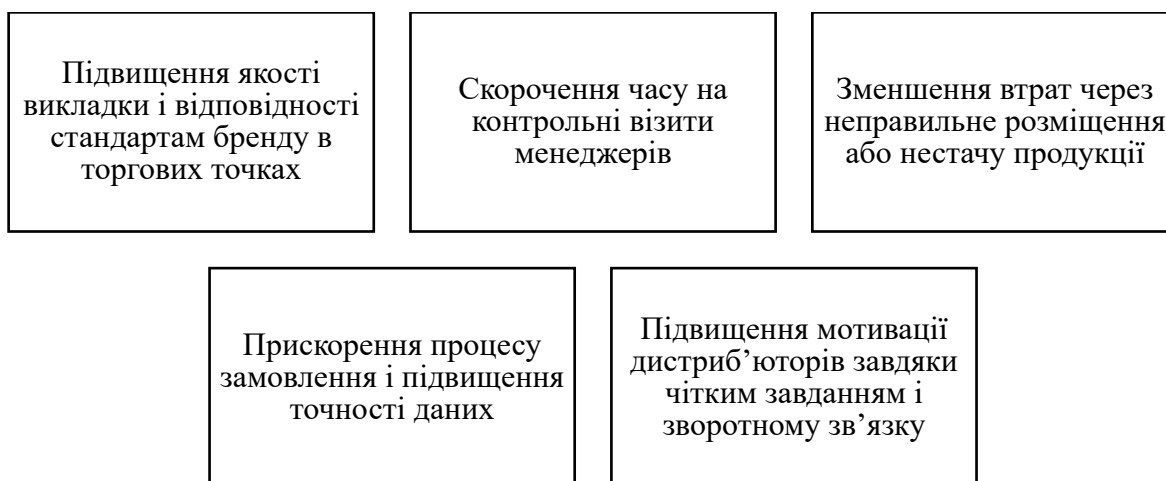 Підвищення якості
викладки і відповідності
стандартам бренду в
торгових точках
Скорочення часу на
контрольні візити
менеджерів
Зменшення втрат через
неправильне розміщення
або нестачу продукції
Прискорення процесу
замовлення і підвищення
точності даних
Підвищення мотивації
дистриб’юторів завдяки
чітким завданням і
зворотному зв’язку